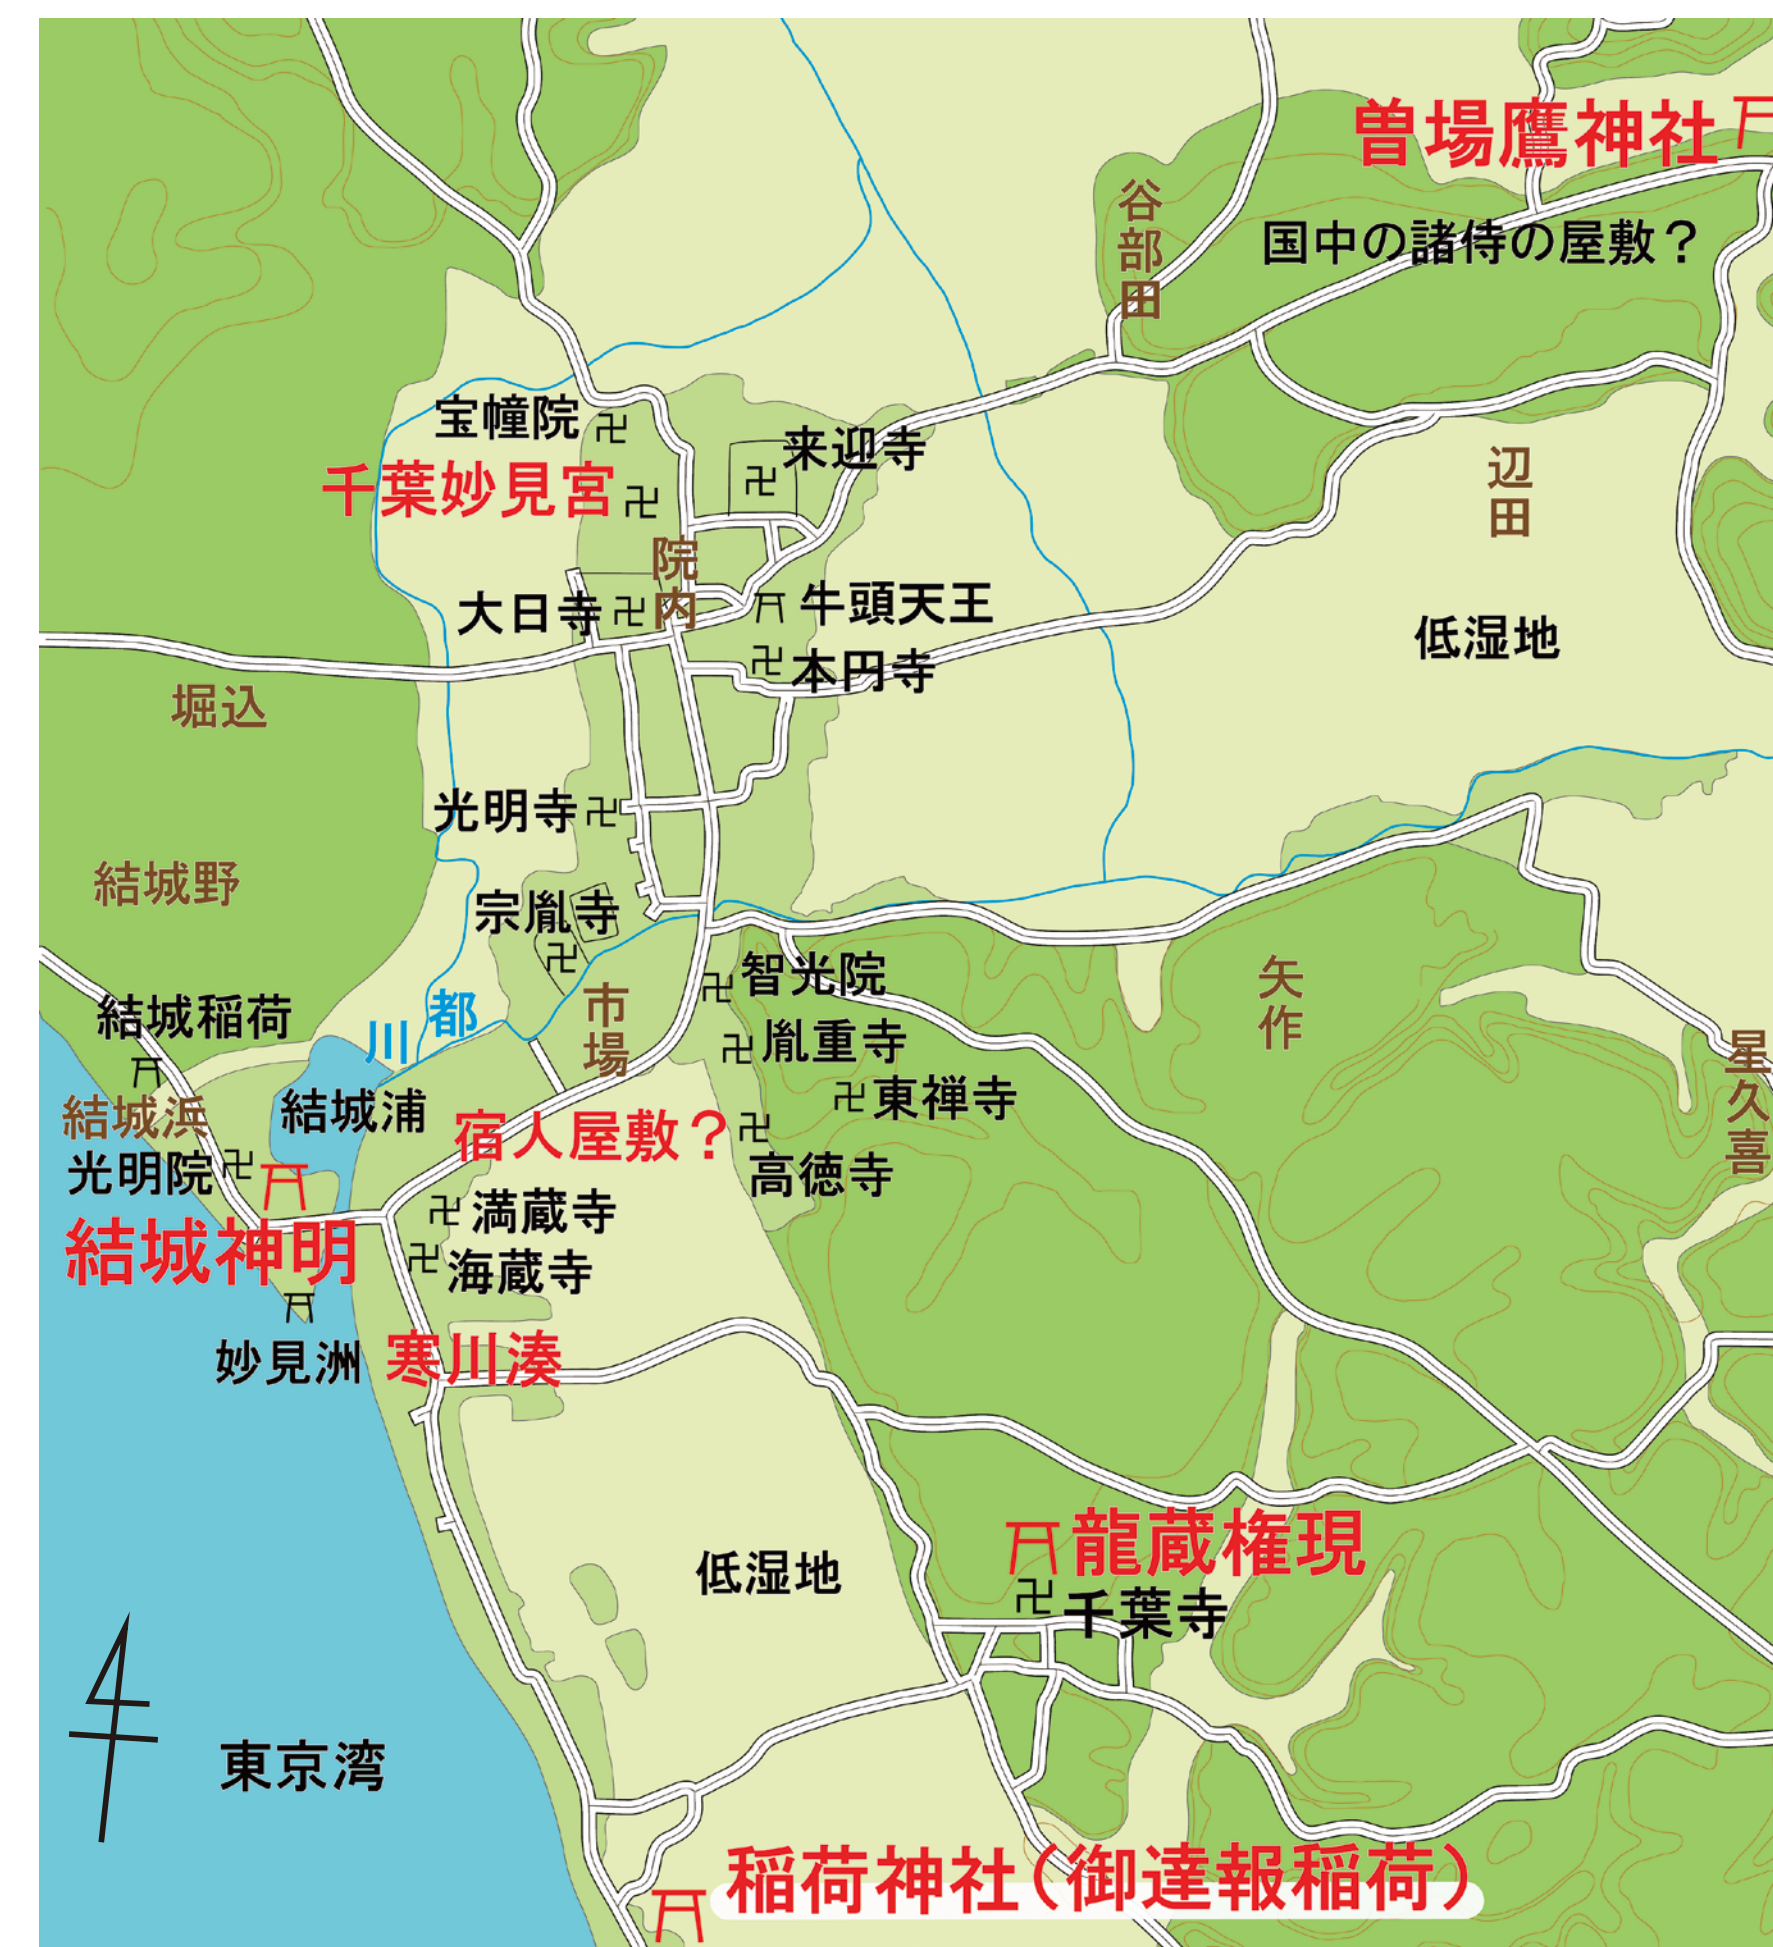 曽場鷹神社
谷部田
国中の諸侍の屋敷？
宝幢院
来迎寺
千葉妙見宮
辺田
院内
大日寺
牛頭天王
低湿地
本円寺
堀込
光明寺
結城野
宗胤寺
智光院
矢作
市場
都川
結城稲荷
胤重寺
星久喜
東禅寺
結城浜
結城浦
宿人屋敷？
光明院
高徳寺
満蔵寺
結城神明
海蔵寺
妙見洲
寒川湊
龍蔵権現
低湿地
千葉寺
東京湾
稲荷神社（御達報稲荷）